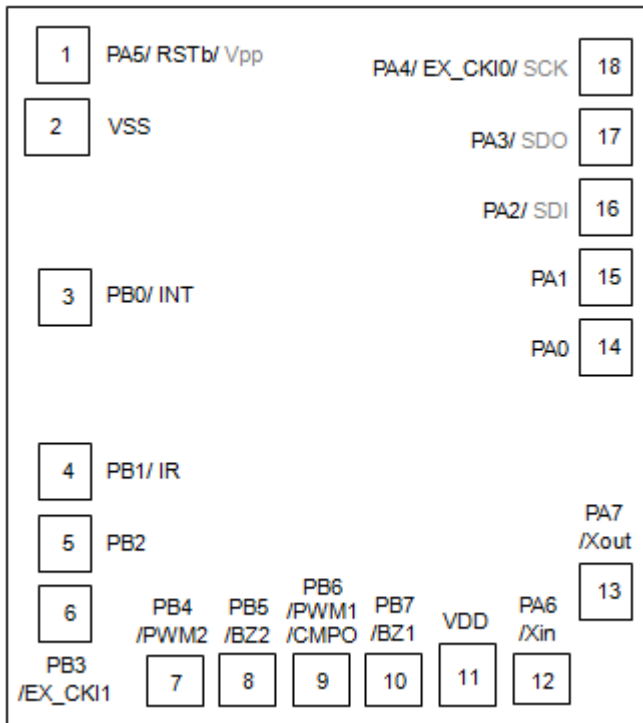 1 PA5/ RSTb/ Vpp
PA4/ EX_CKI0/ SCK 18
2 VSS
PA3/ SDO 17
PA2/ SDI 16
PA1 15
3 PB0/ INT
PA0 14
4 PB1/ IR
5 PB2
PA7
/Xout
13
6
PB3
/EX_CKI1
PB4
/PWM2
7
PB5
/BZ2
8
PB6
/PWM1
/CMPO
9
PB7
/BZ1
10
VDD
11
PA6
/Xin
12